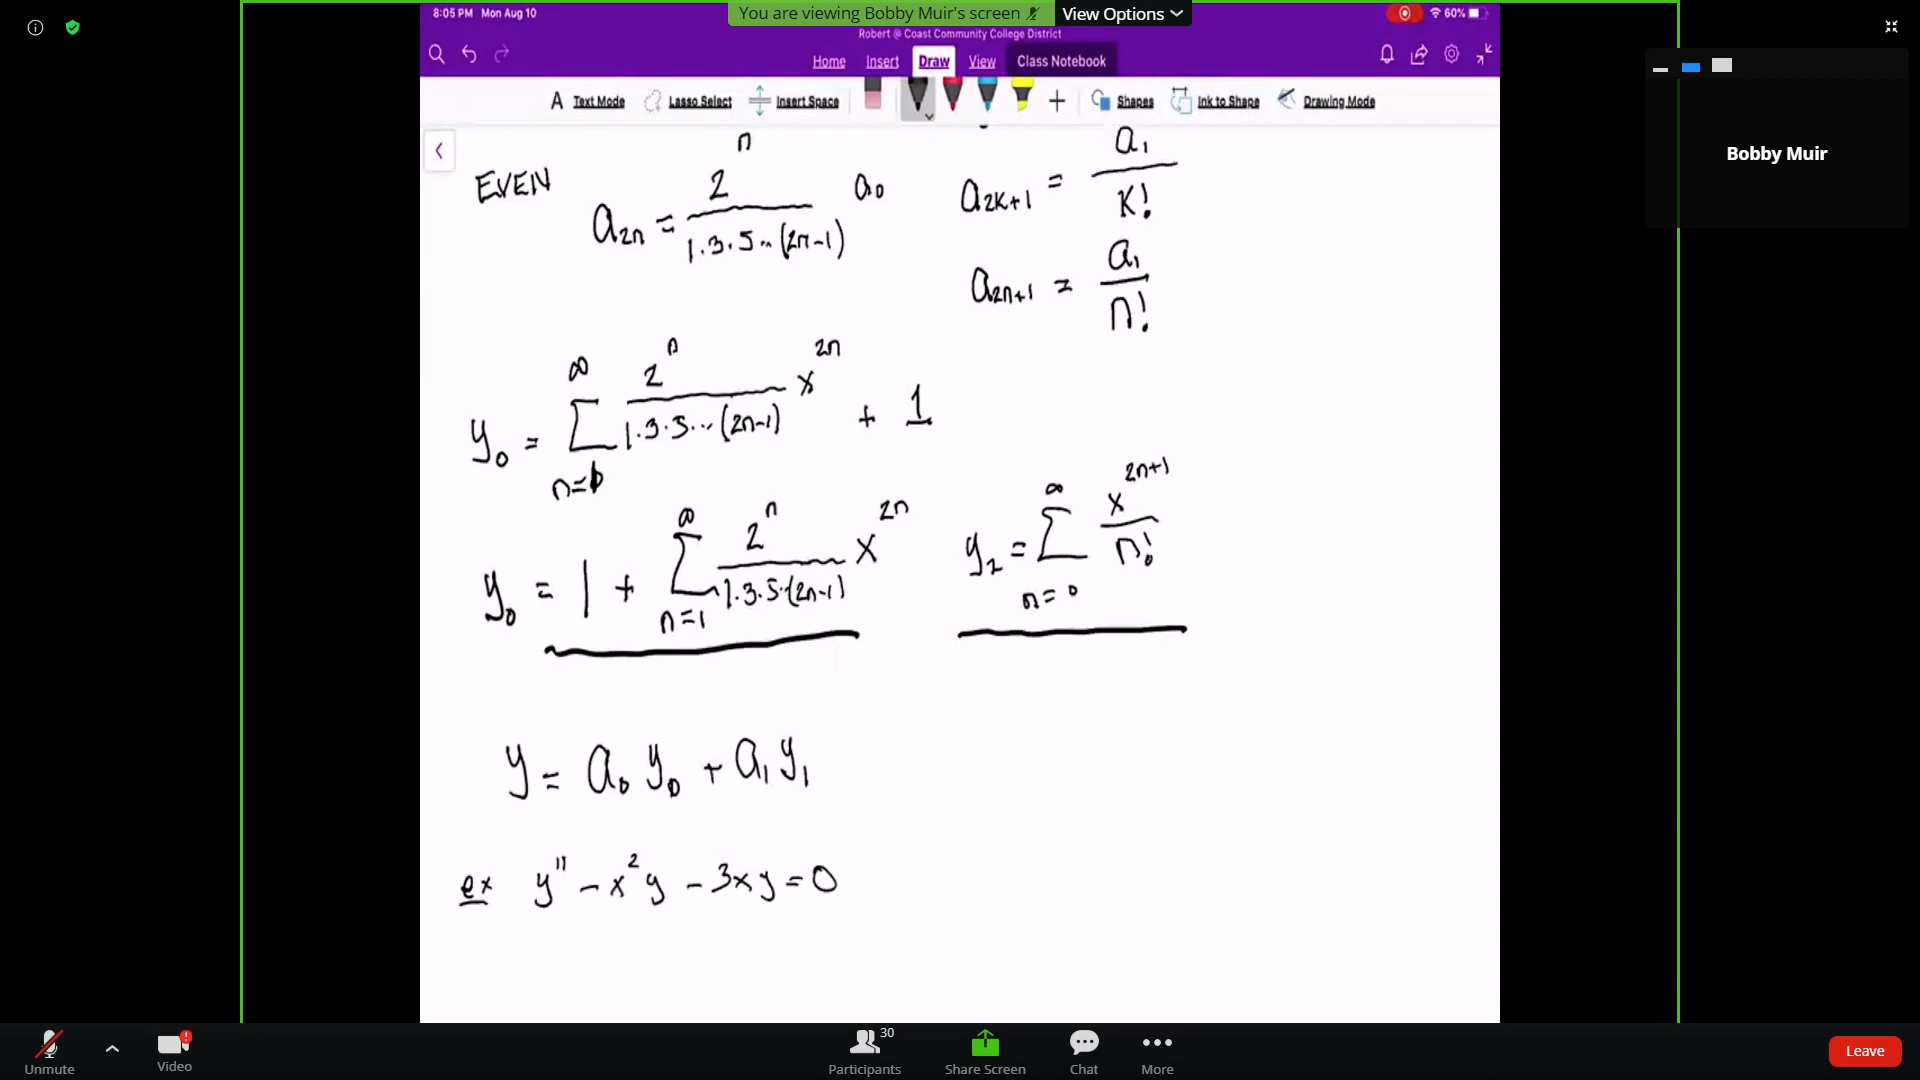 8:05 PM Mon Aug 10
You are viewing Bobby Muir's screen View Options
60%
Robert @ Coast Community College District
Home Insert Draw View Class Notebook
A Text Mode Lasso Select Insert Space Shapes Ink to Shape Drawing Mode
Bobby Muir
EVEN a_{2n} = 2^n / (1·3·5··(2n-1)) a_0
a_{2K+1} = a_1 / K!
a_{2n+1} = a_1 / n!
y_0 = ∑_{n=1}^{∞} 2^n / (1·3·5···(2n-1)) x^{2n} + 1
y_0 = 1 + ∑_{n=1}^{∞} 2^n / (1·3·5·(2n-1)) x^{2n}
y_2 = ∑_{n=0}^{∞} x^{2n+1} / n!
y = a_0 y_0 + a_1 y_1
ex y'' - x^2 y - 3xy = 0
Unmute
Video
Participants 30
Share Screen
Chat
More
Leave